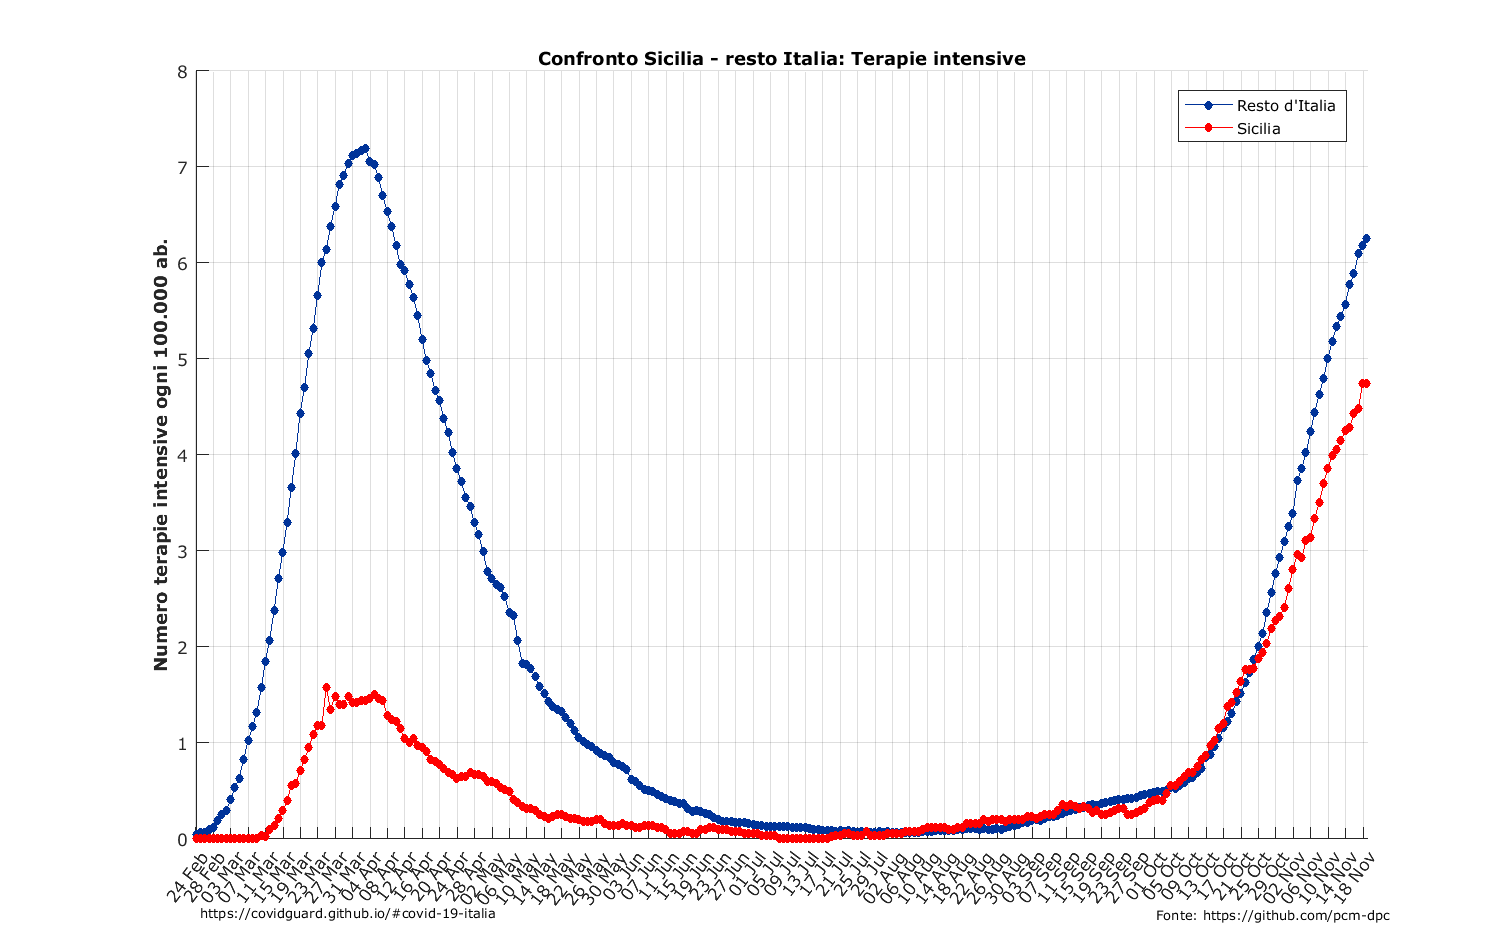 Confronto Sicilia - resto Italia: Terapie intensive
Resto d'Italia
Sicilia
Numero terapie intensive ogni 100.000 ab.
8
7
6
5
4
3
2
1
0
24 Feb
28 Feb
03 Mar
07 Mar
11 Mar
15 Mar
19 Mar
23 Mar
27 Mar
31 Mar
04 Apr
08 Apr
12 Apr
16 Apr
20 Apr
24 Apr
28 Apr
02 May
06 May
10 May
14 May
18 May
22 May
26 May
30 May
03 Jun
07 Jun
11 Jun
15 Jun
19 Jun
23 Jun
27 Jun
01 Jul
05 Jul
09 Jul
13 Jul
17 Jul
21 Jul
25 Jul
29 Jul
02 Aug
06 Aug
10 Aug
14 Aug
18 Aug
22 Aug
26 Aug
30 Aug
03 Sep
07 Sep
11 Sep
15 Sep
19 Sep
23 Sep
27 Sep
01 Oct
05 Oct
09 Oct
13 Oct
17 Oct
21 Oct
25 Oct
29 Oct
02 Nov
06 Nov
10 Nov
14 Nov
18 Nov
https://covidguard.github.io/#covid-19-italia
Fonte: https://github.com/pcm-dpc